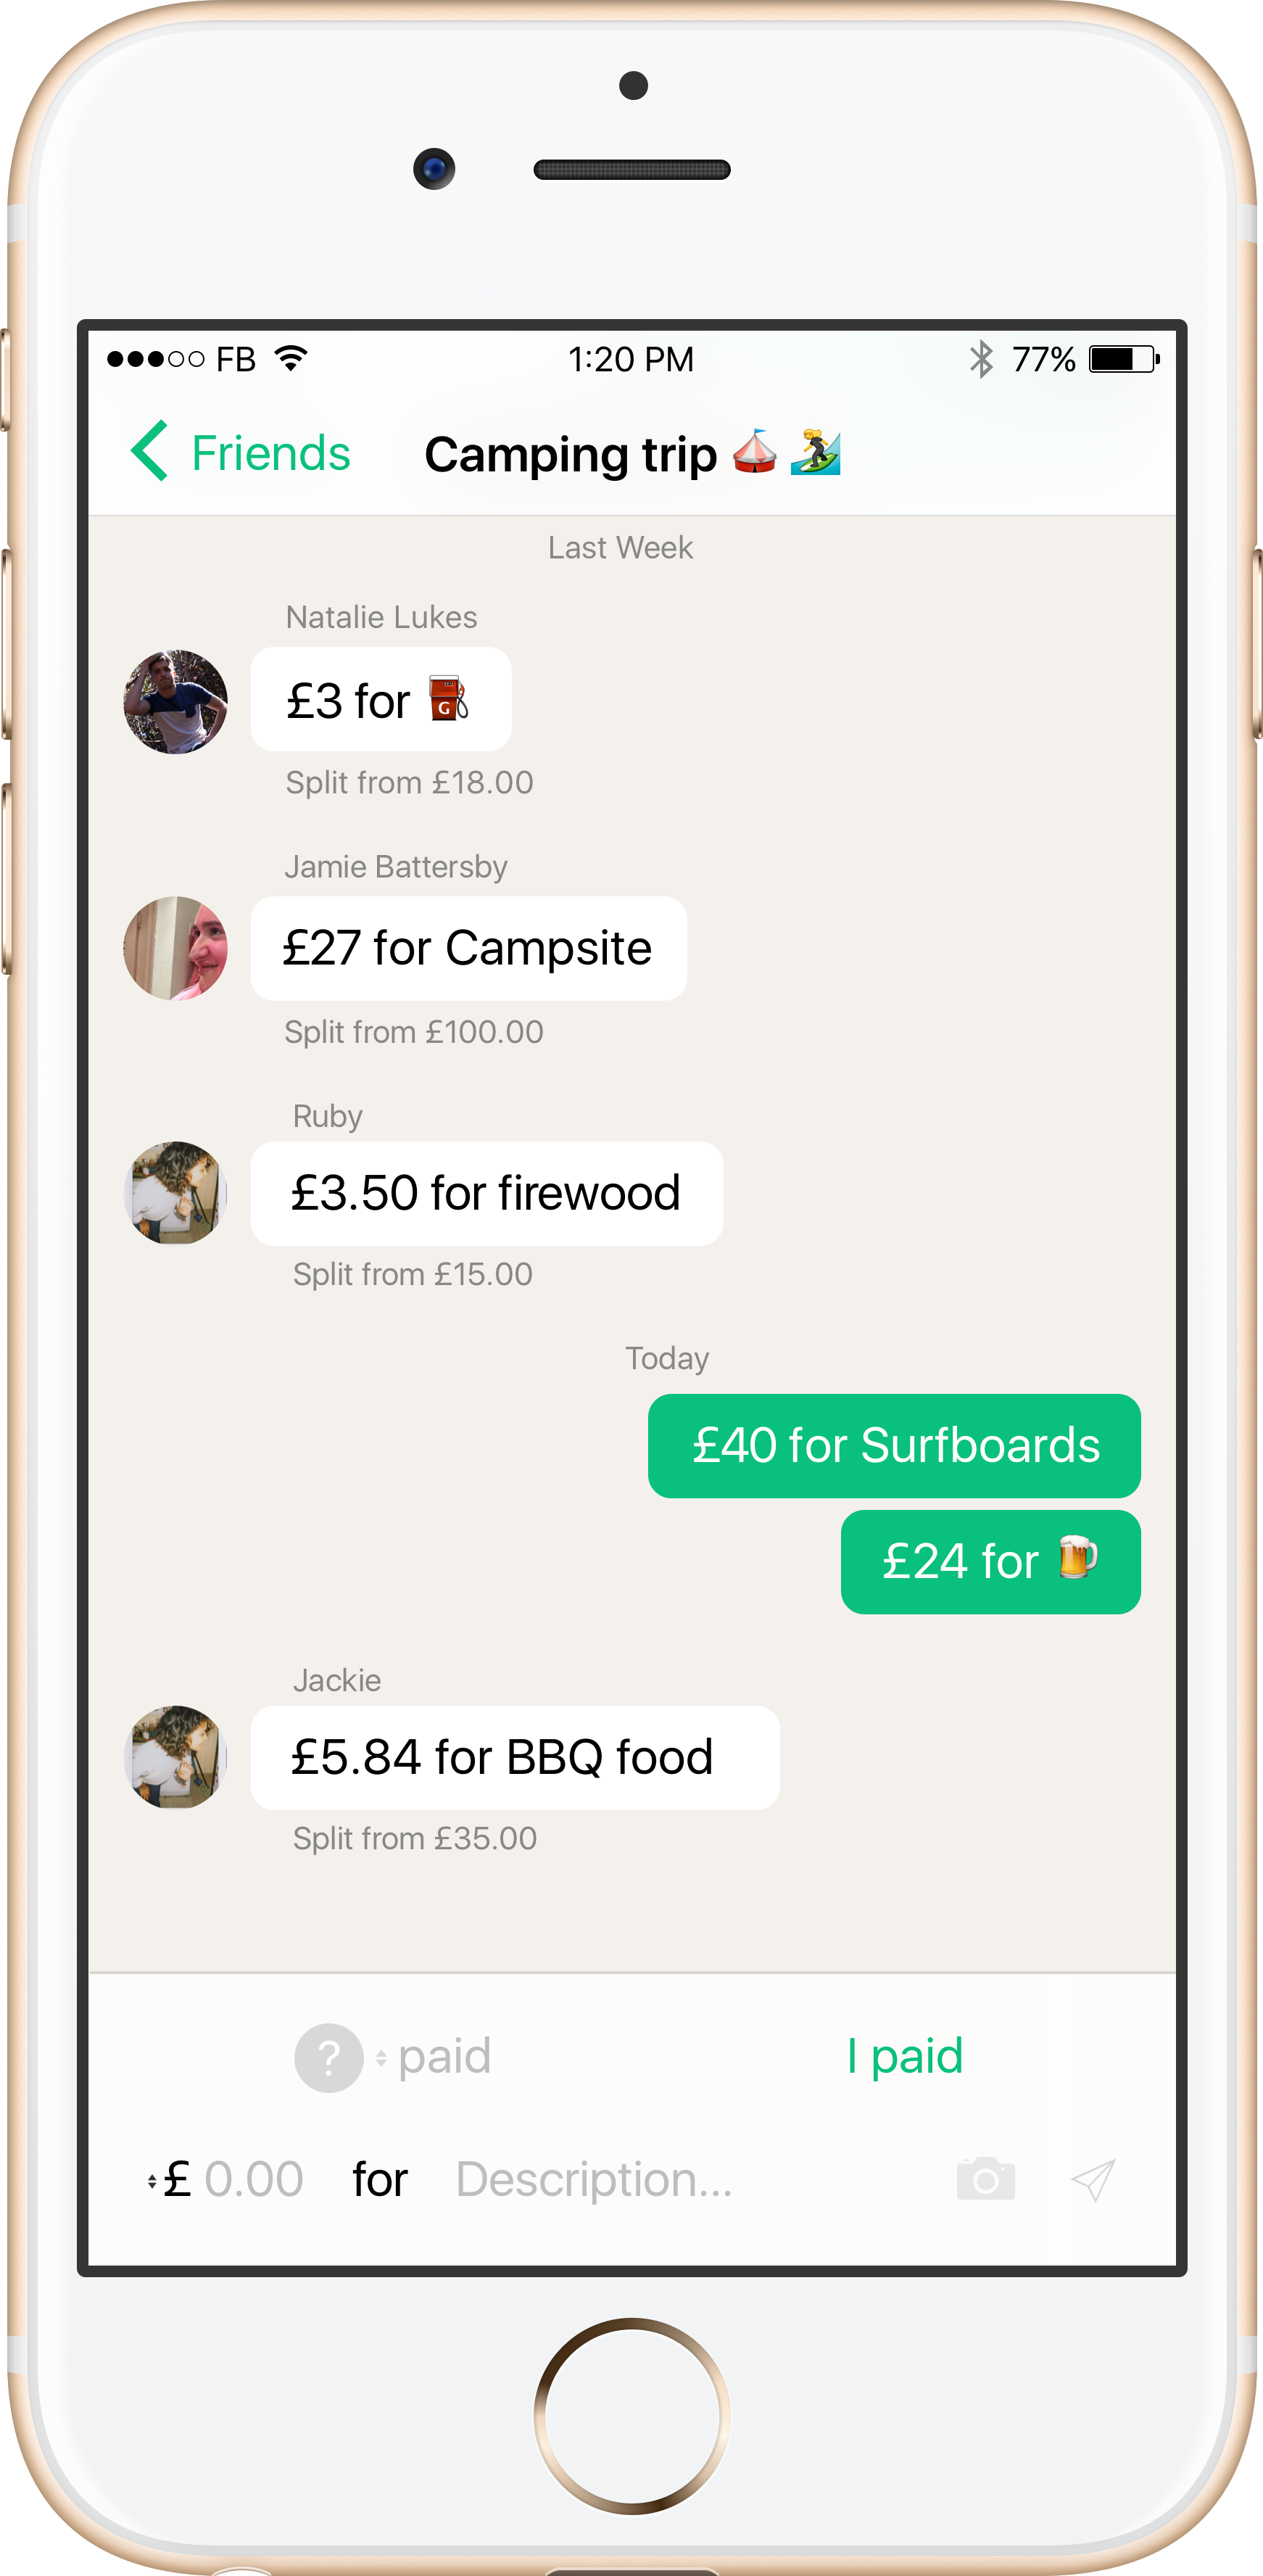 FB 1:20 PM 77%
Friends Camping trip 🎪 🏄
Last Week
Natalie Lukes
£3 for ⛽
Split from £18.00
Jamie Battersby
£27 for Campsite
Split from £100.00
Ruby
£3.50 for firewood
Split from £15.00
Today
£40 for Surfboards
£24 for 🍺
Jackie
£5.84 for BBQ food
Split from £35.00
? paid I paid
£ 0.00 for Description...